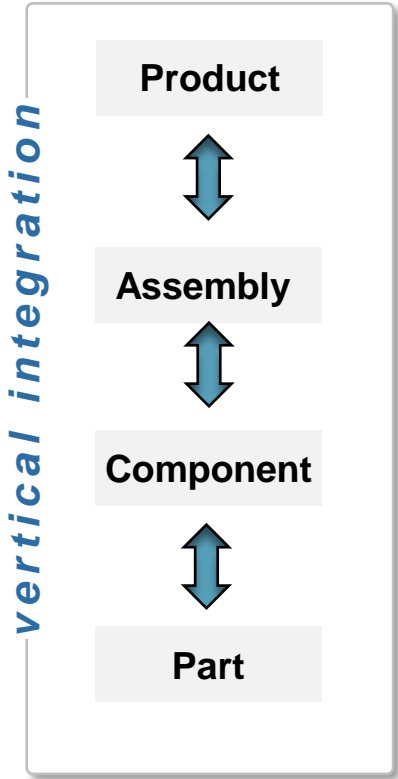 vertical integration
Product
Assembly
Component
Part